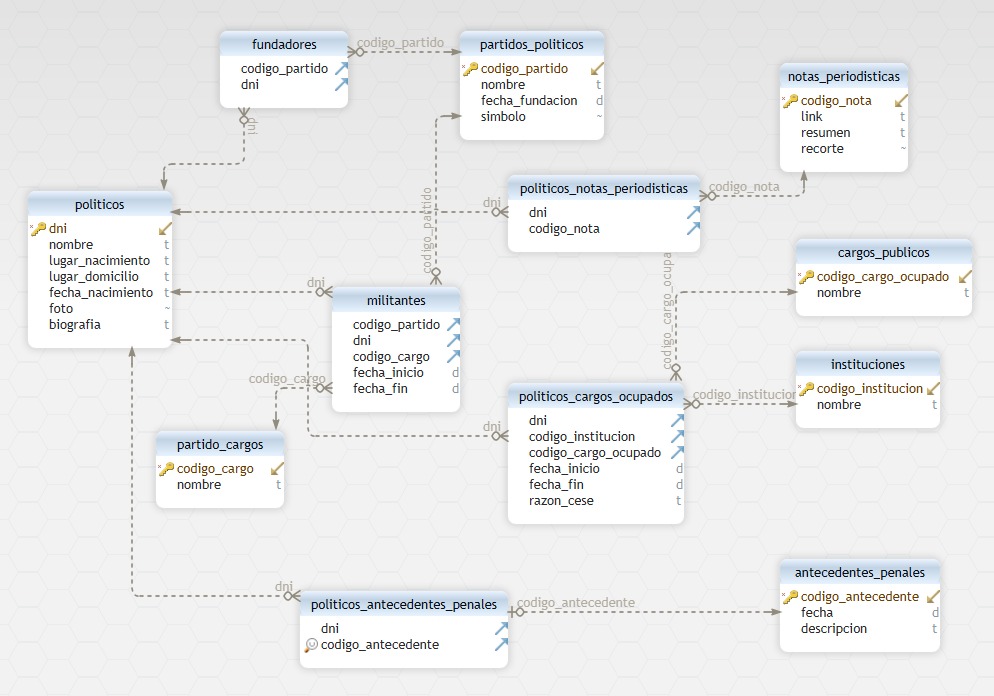 fundadores
codigo_partido
dni
codigo_partido
dni
partidos_politicos
codigo_partido
nombre t
fecha_fundacion d
simbolo ~
notas_periodisticas
codigo_nota
link t
resumen t
recorte ~
politicos
dni
nombre t
lugar_nacimiento t
lugar_domicilio t
fecha_nacimiento t
foto ~
biografia t
dni
politicos_notas_periodisticas
dni
codigo_nota
codigo_nota
codigo_partido
dni
militantes
codigo_partido
dni
codigo_cargo
fecha_inicio d
fecha_fin d
codigo_cargo
cargos_publicos
codigo_cargo_ocupado
nombre t
codigo_cargo_ocupa
instituciones
codigo_institucion
nombre t
politicos_cargos_ocupados
dni
codigo_institucion
codigo_cargo_ocupado
fecha_inicio d
fecha_fin d
razon_cese t
codigo_institucion
dni
partido_cargos
codigo_cargo
nombre t
dni
politicos_antecedentes_penales
dni
codigo_antecedente
codigo_antecedente
antecedentes_penales
codigo_antecedente
fecha d
descripcion t